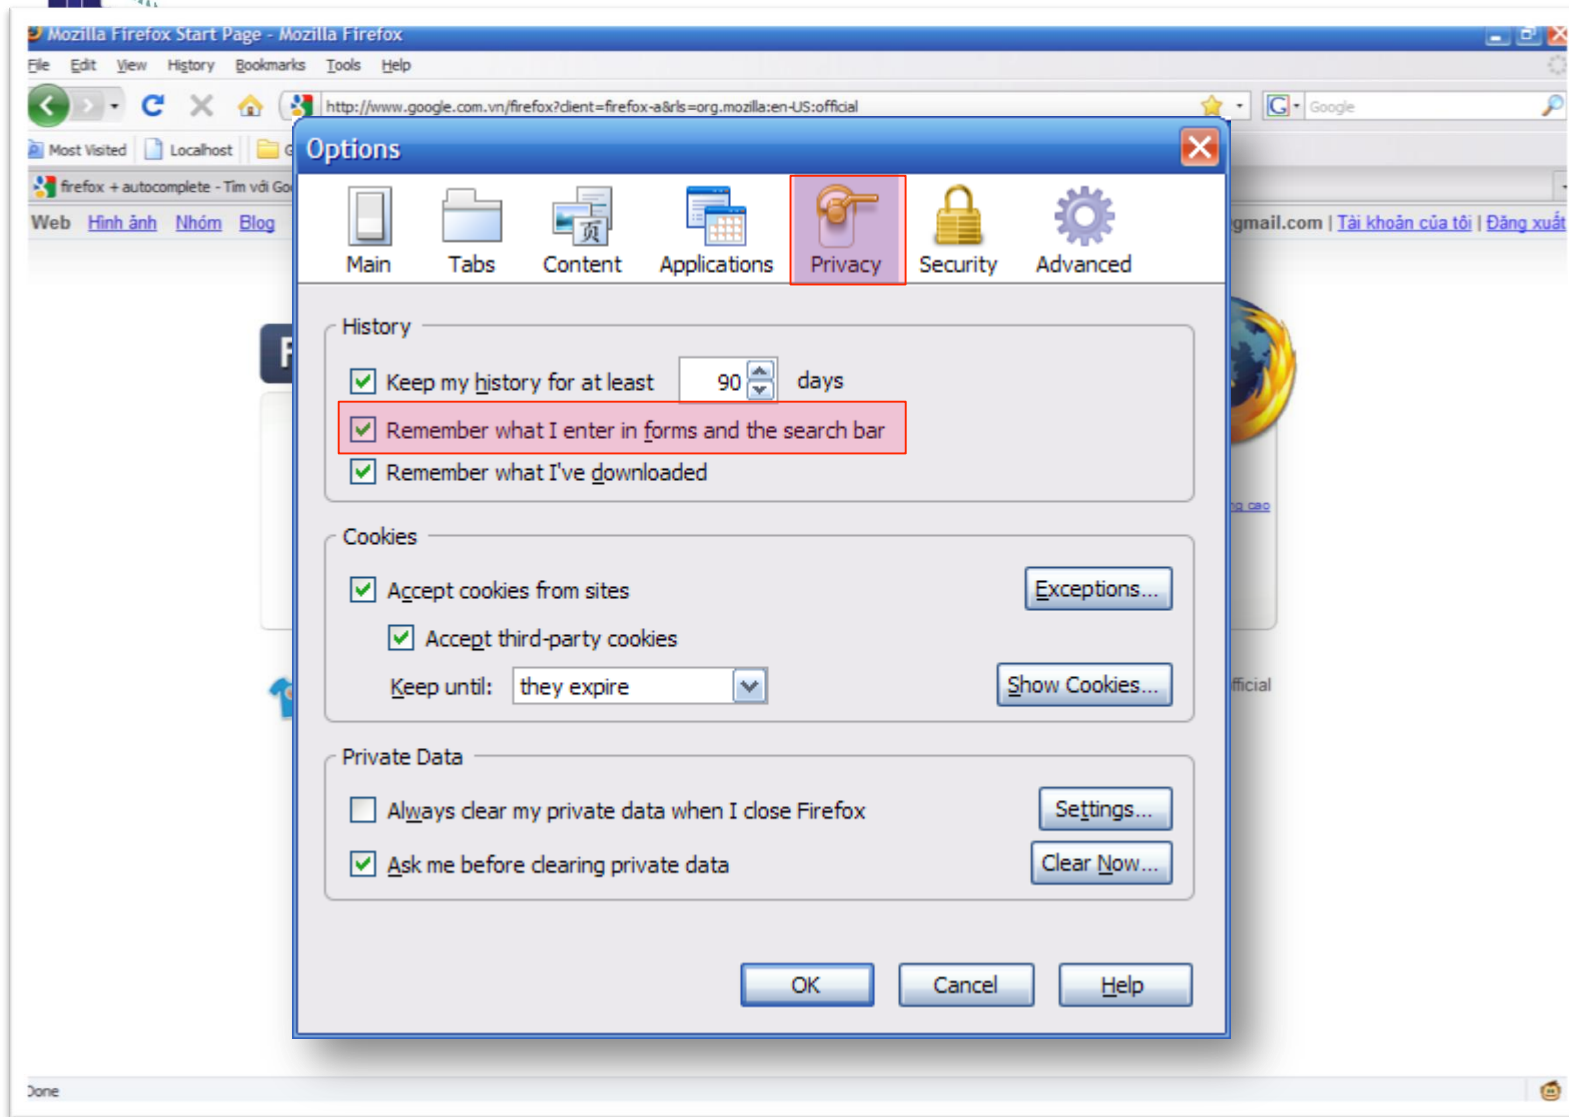 Mozilla Firefox Start Page - Mozilla Firefox
File Edit View History Bookmarks Tools Help
http://www.google.com.vn/firefox?client=firefox-a&rls=org.mozilla:en-US:official Google
Most Visited Localhost
firefox + autocomplete - Tìm với Go
Web Hình ảnh Nhóm Blog gmail.com | Tài khoản của tôi | Đăng xuất
Options
Main Tabs Content Applications Privacy Security Advanced
页
History
Keep my history for at least 90 days
Remember what I enter in forms and the search bar
Remember what I've downloaded
Cookies
Accept cookies from sites Exceptions...
Accept third-party cookies
Keep until: they expire Show Cookies...
Private Data
Always clear my private data when I close Firefox Settings...
Ask me before clearing private data Clear Now...
OK Cancel Help
Done